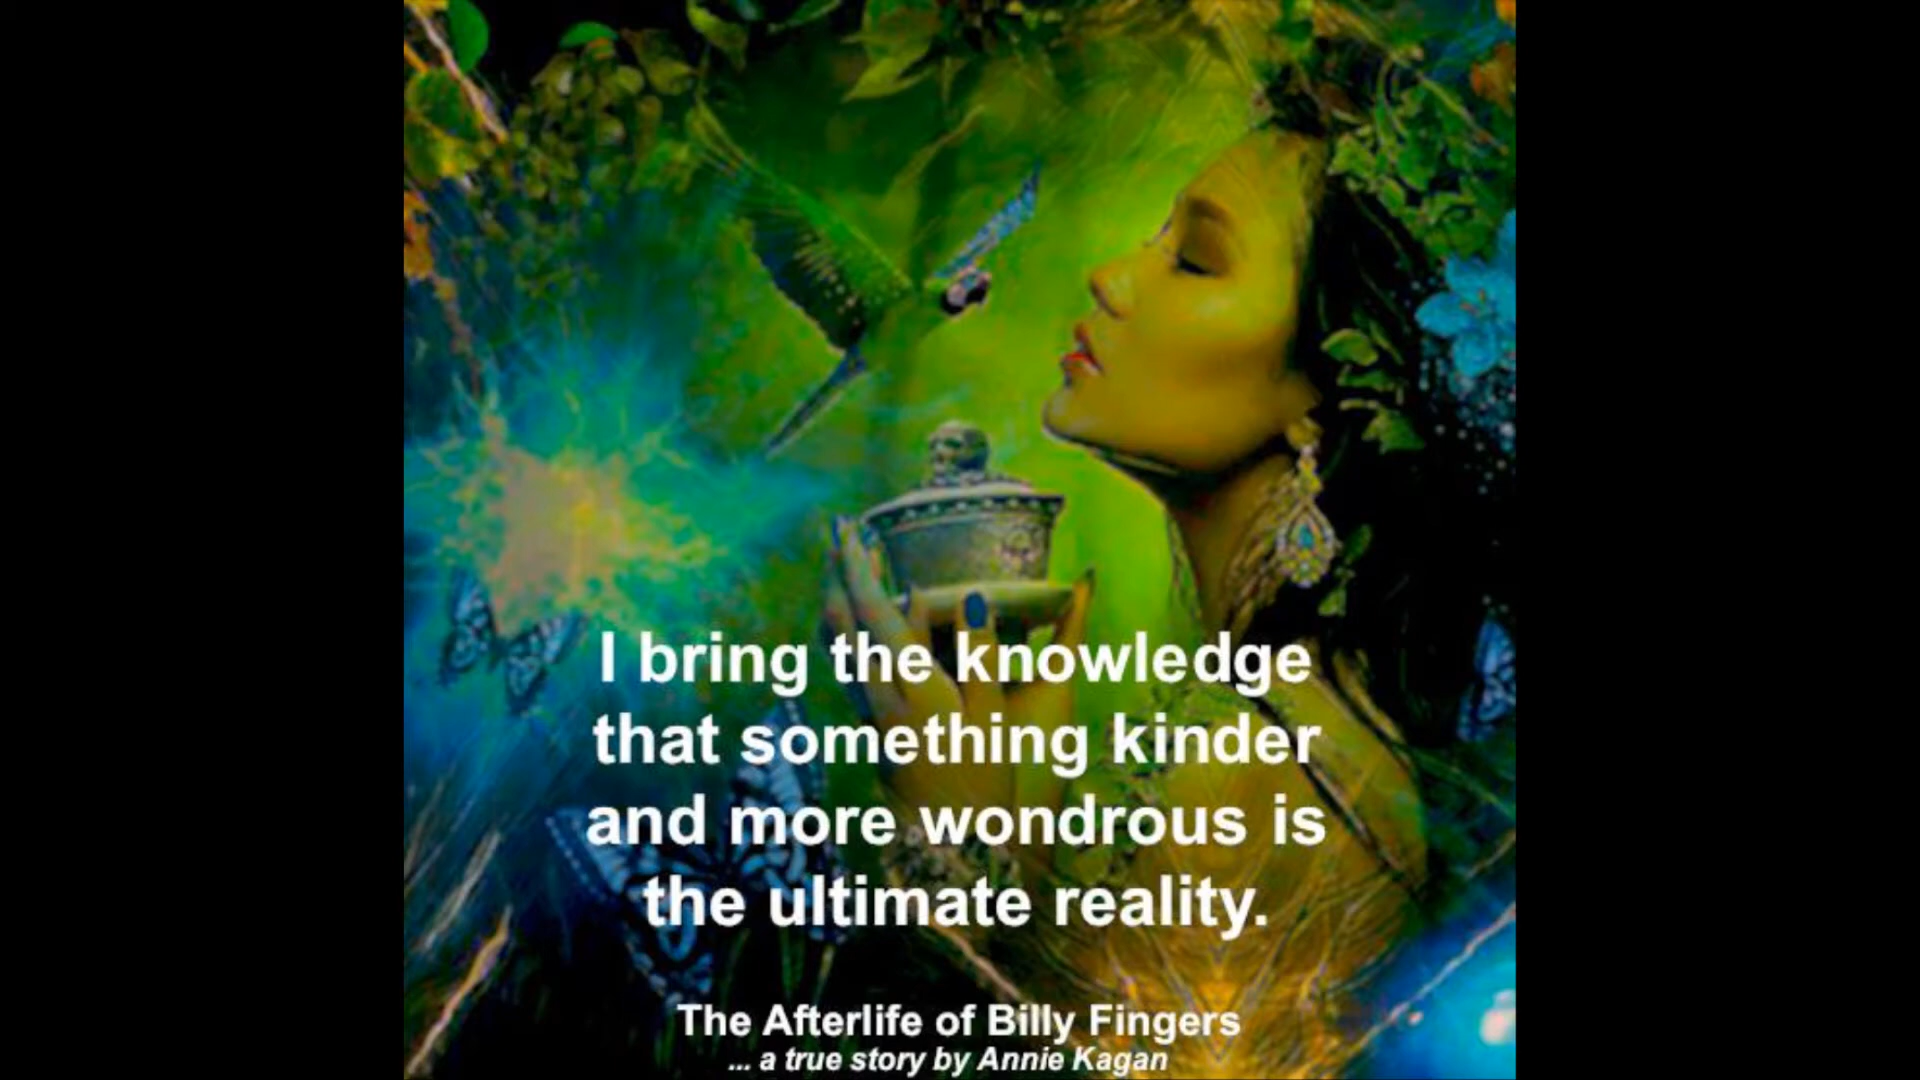 I bring the knowledge
that something kinder
and more wondrous is
the ultimate reality.
The Afterlife of Billy Fingers
... a true story by Annie Kagan